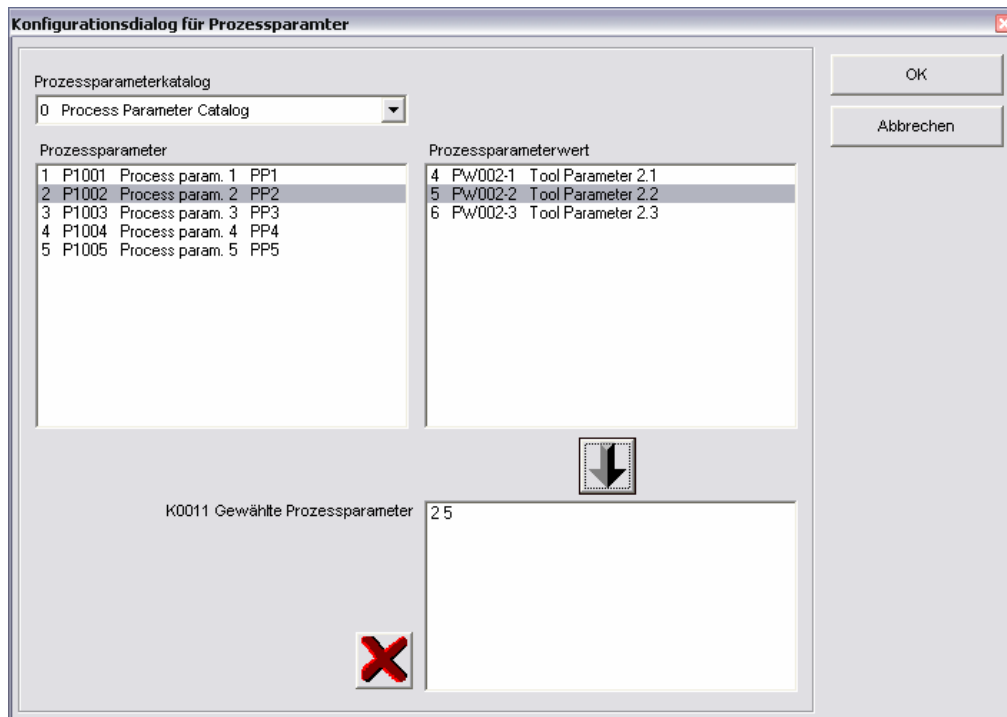 Konfigurationsdialog für Prozessparamter
Prozessparameterkatalog
0 Process Parameter Catalog
OK
Abbrechen
Prozessparameter
1 P1001 Process param. 1 PP1
2 P1002 Process param. 2 PP2
3 P1003 Process param. 3 PP3
4 P1004 Process param. 4 PP4
5 P1005 Process param. 5 PP5
Prozessparameterwert
4 PW002-1 Tool Parameter 2.1
5 PW002-2 Tool Parameter 2.2
6 PW002-3 Tool Parameter 2.3
K0011 Gewählte Prozessparameter
2 5